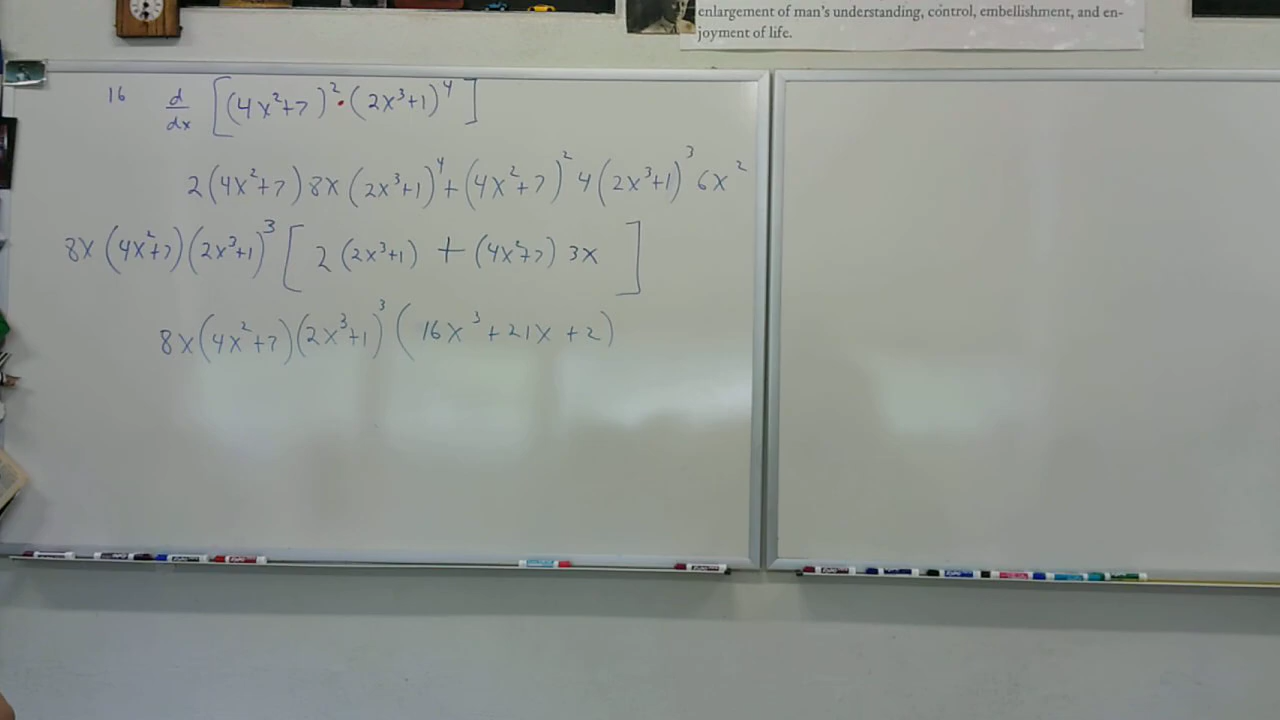 enlargement of man's understanding, control, embellishment, and en-
joyment of life.
16 d/dx [(4x²+7)²·(2x³+1)⁴]
2(4x²+7)8x(2x³+1)⁴+(4x²+7)²4(2x³+1)³6x²
8x(4x²+7)(2x³+1)³[2(2x³+1) + (4x²+7)3x]
8x(4x²+7)(2x³+1)³(16x³+21x+2)